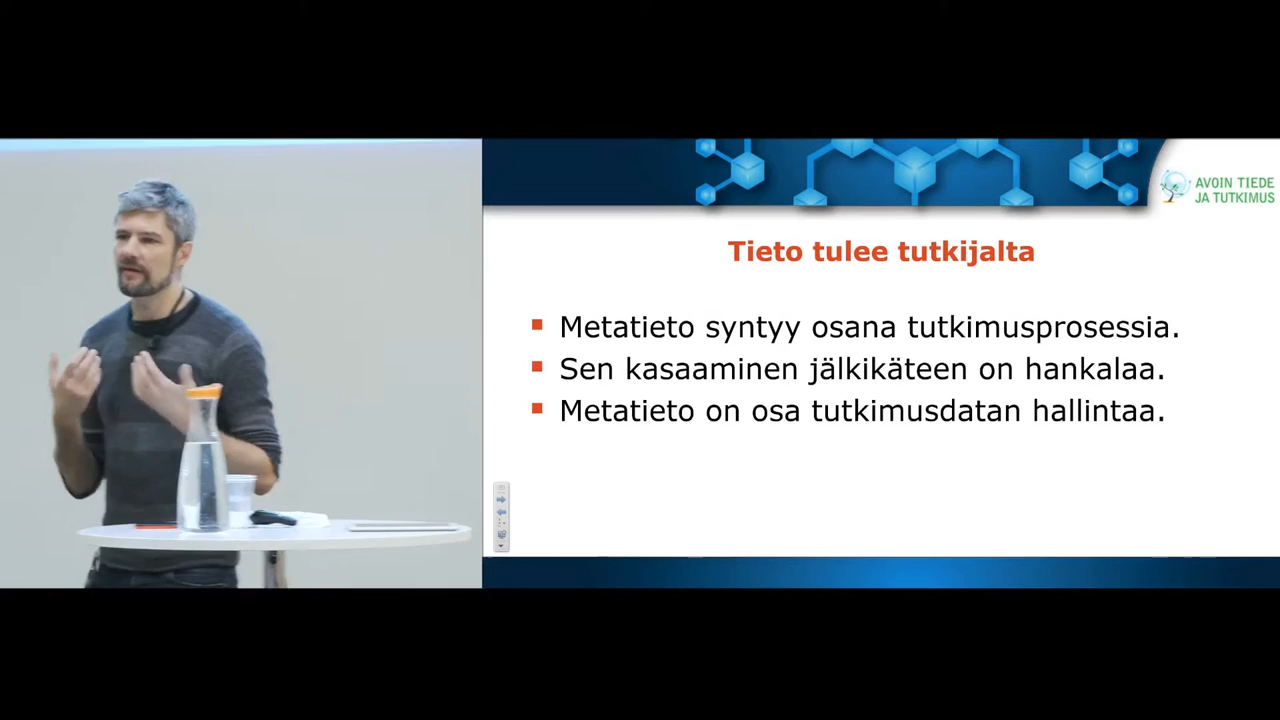 AVOIN TIEDE
JA TUTKIMUS
Tieto tulee tutkijalta
Metatieto syntyy osana tutkimusprosessia.
Sen kasaaminen jälkikäteen on hankalaa.
Metatieto on osa tutkimusdatan hallintaa.